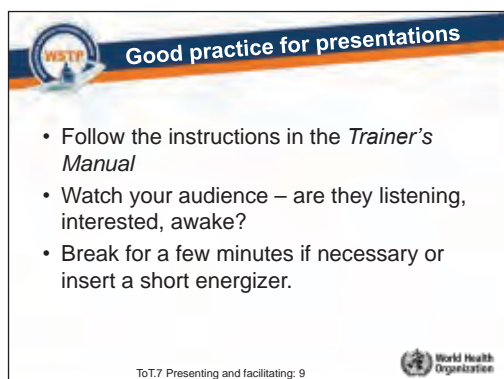 WSTP
Good practice for presentations
• Follow the instructions in the Trainer's
Manual
• Watch your audience – are they listening,
interested, awake?
• Break for a few minutes if necessary or
insert a short energizer.
ToT.7 Presenting and facilitating: 9
World Health
Organization